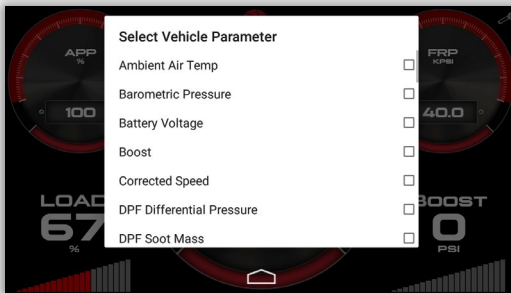 Select Vehicle Parameter
Ambient Air Temp
Barometric Pressure
Battery Voltage
Boost
Corrected Speed
DPF Differential Pressure
DPF Soot Mass
APP
%
100
FRP
KPSI
40.0
LOAD
67
%
BOOST
0
PSI